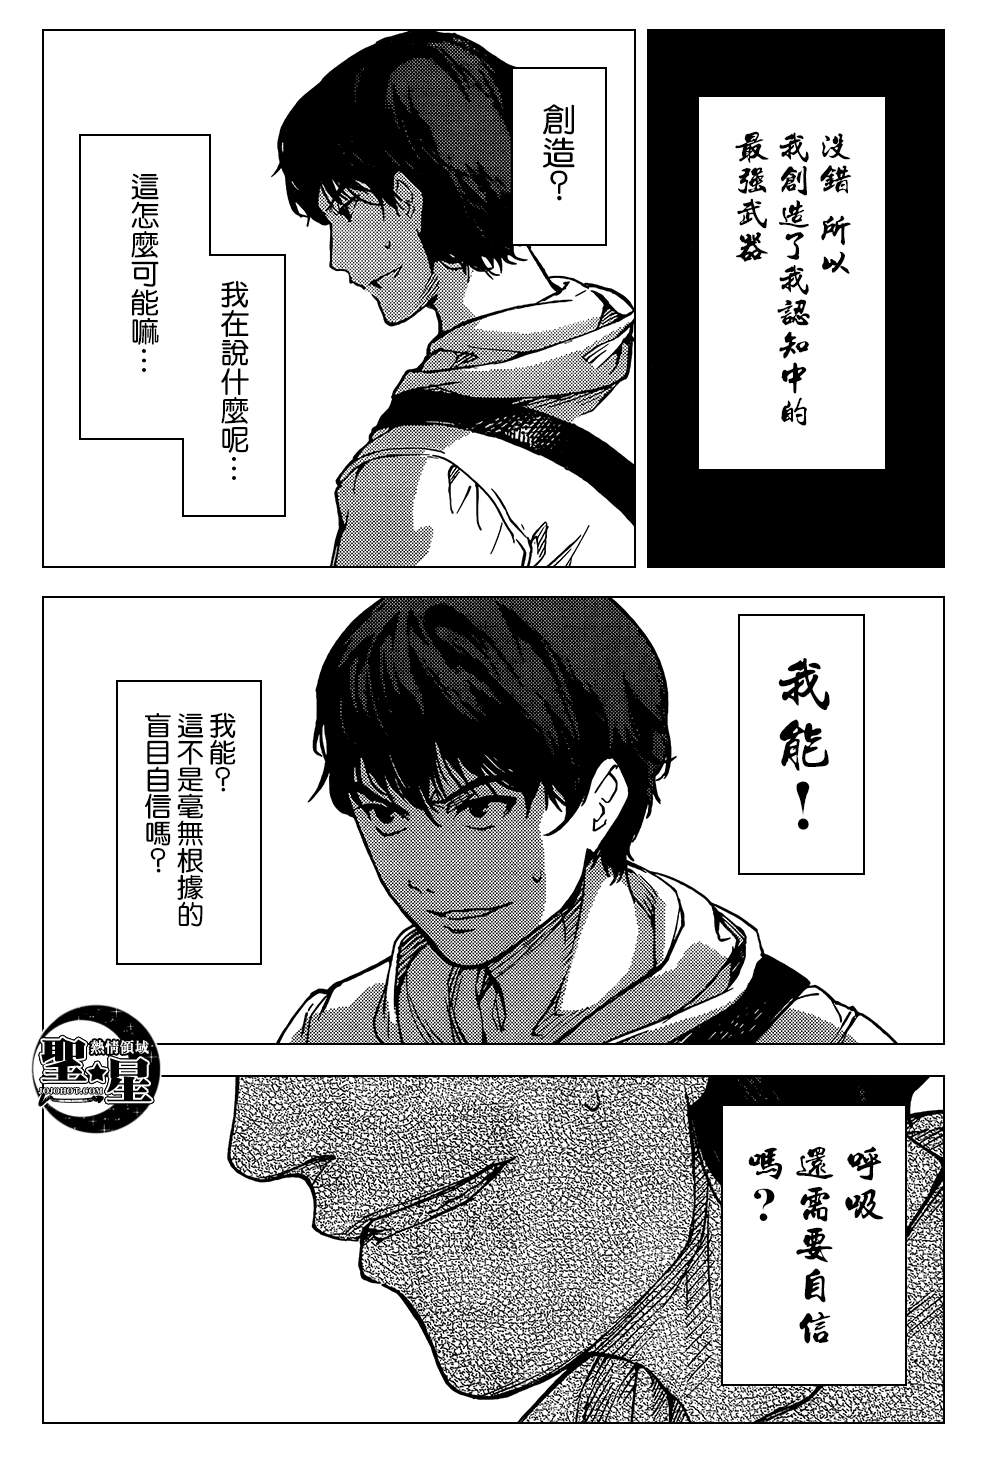 没錯 所以
我創造了我認知中的
最強武器
創造？
我在說什麼呢…
這怎麼可能嘛…
我能！
我能？
這不是毫無根據的
盲目自信嗎？
熱情領域
聖★星
JOJOHOT.COM
呼吸
還需要自信
嗎？